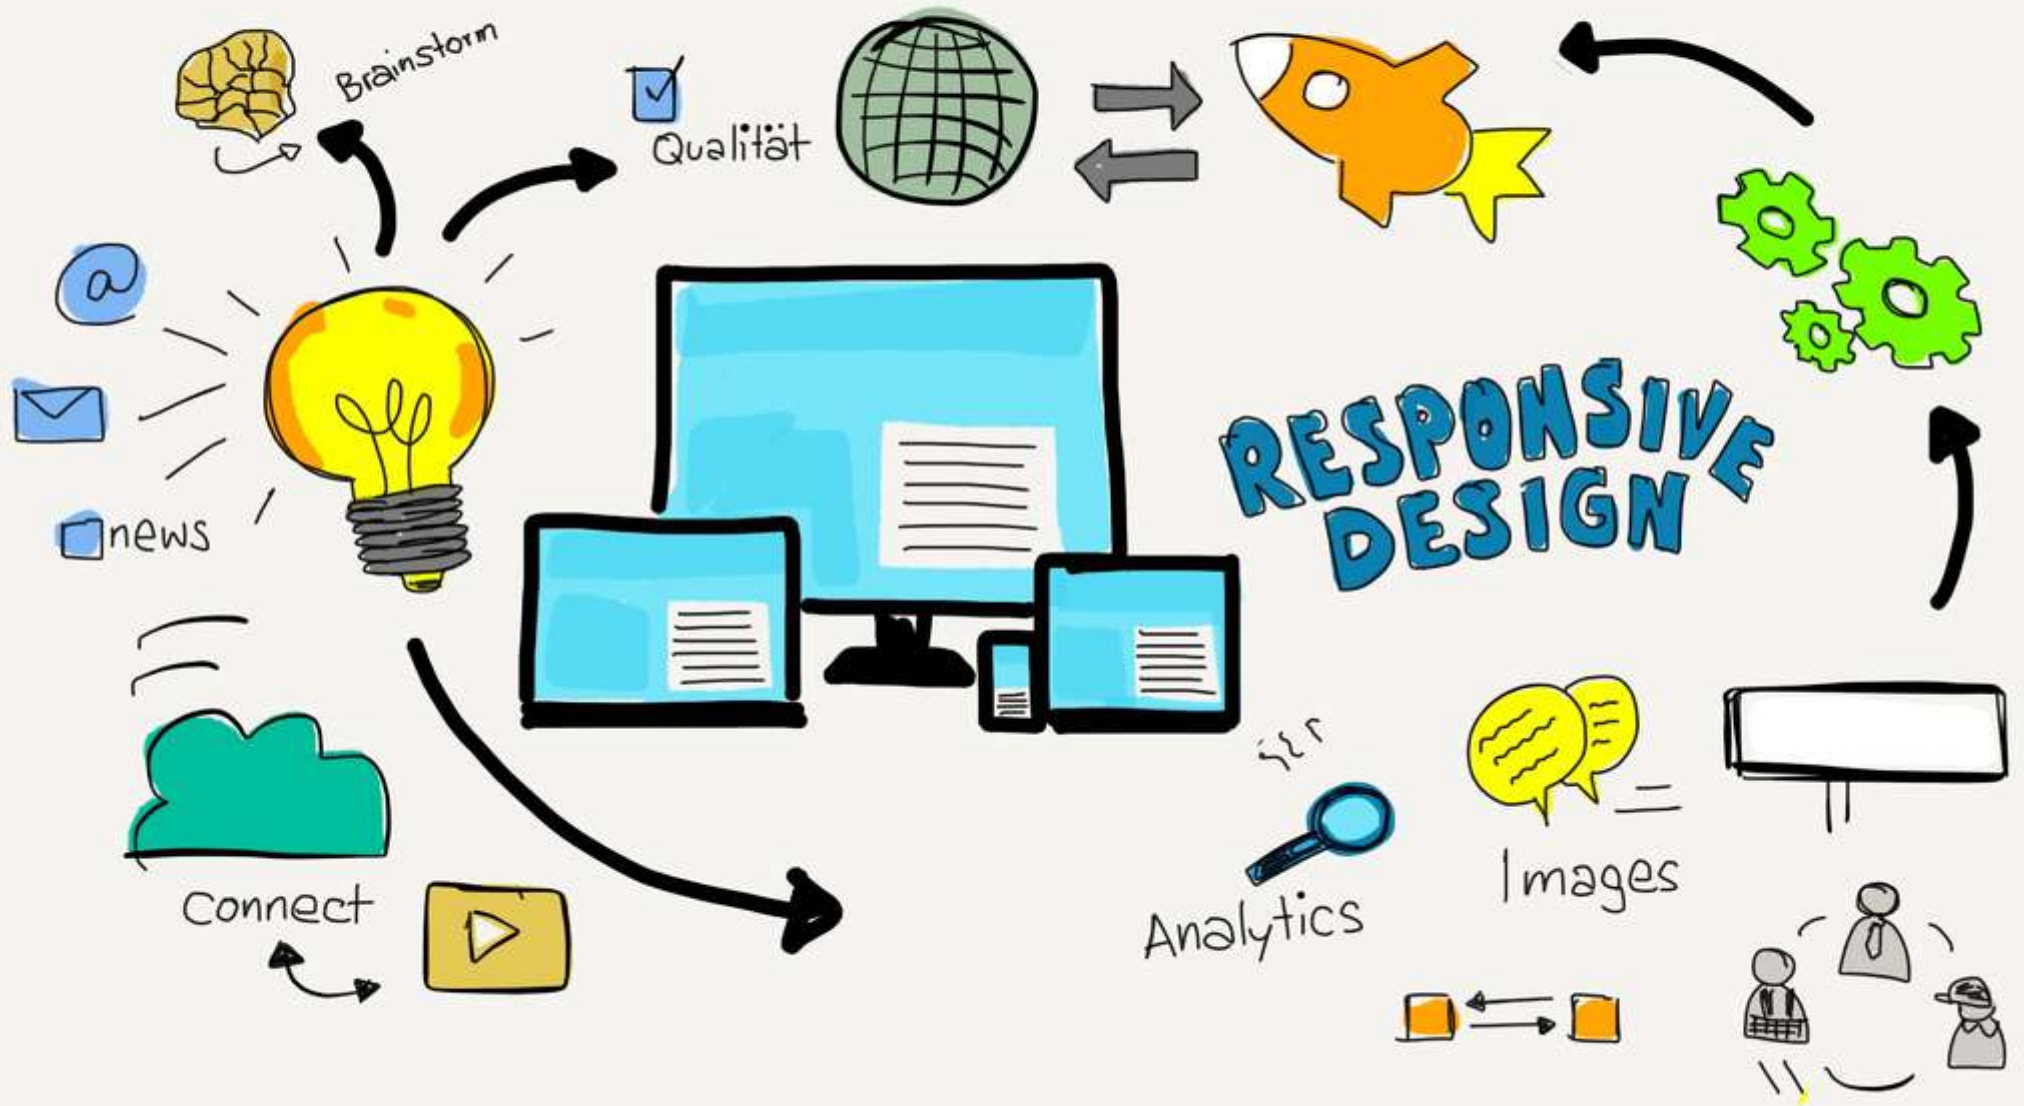 Brainstorm
Qualität
@
news
RESPONSIVE
DESIGN
Connect
Analytics
Images